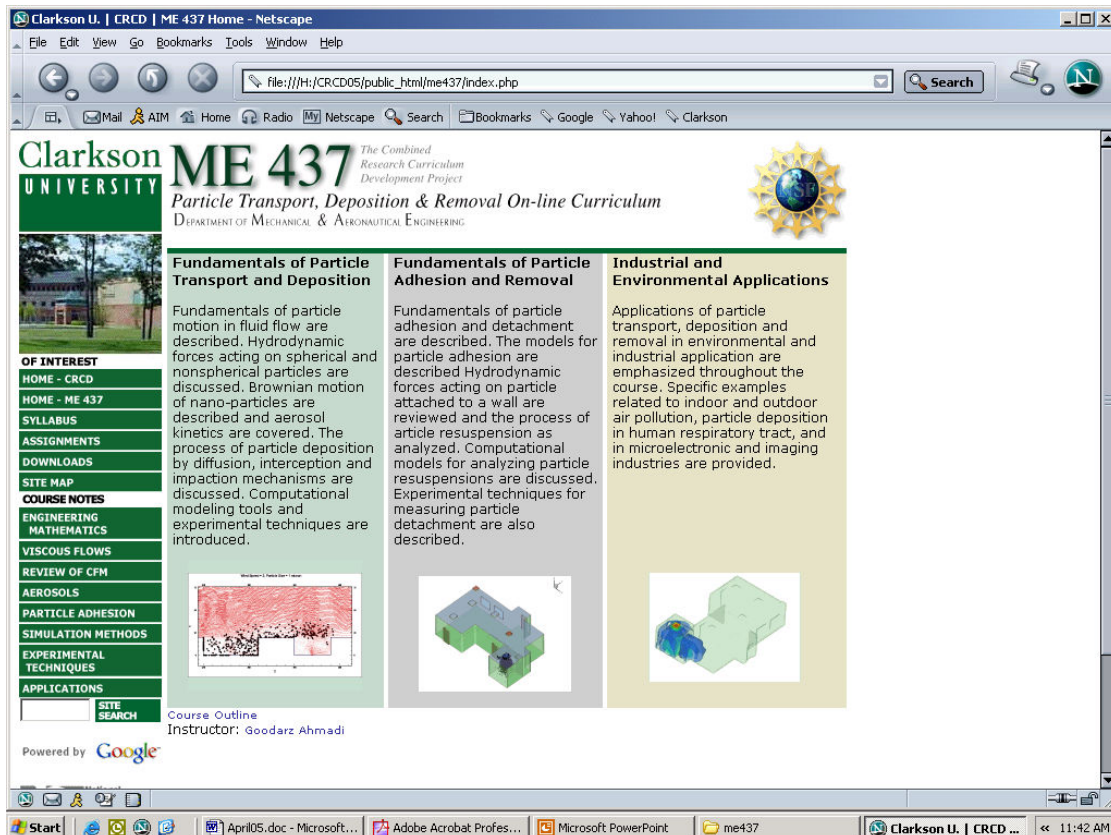 Clarkson U. | CRCD | ME 437 Home - Netscape
File Edit View Go Bookmarks Tools Window Help
file:///H:/CRCD05/public_html/me437/index.php
Search
N
Mail AIM Home Radio My Netscape Search Bookmarks Google Yahoo! Clarkson
Clarkson
UNIVERSITY
ME 437
The Combined
Research Curriculum
Development Project
Particle Transport, Deposition & Removal On-line Curriculum
Department of Mechanical & Aeronautical Engineering
NSF
OF INTEREST
HOME - CRCD
HOME - ME 437
SYLLABUS
ASSIGNMENTS
DOWNLOADS
SITE MAP
COURSE NOTES
ENGINEERING
MATHEMATICS
VISCOUS FLOWS
REVIEW OF CFM
AEROSOLS
PARTICLE ADHESION
SIMULATION METHODS
EXPERIMENTAL
TECHNIQUES
APPLICATIONS
SITE
SEARCH
Powered by Google
National
Fundamentals of Particle
Transport and Deposition
Fundamentals of particle
motion in fluid flow are
described. Hydrodynamic
forces acting on spherical and
nonspherical particles are
discussed. Brownian motion
of nano-particles are
described and aerosol
kinetics are covered. The
process of particle deposition
by diffusion, interception and
impaction mechanisms are
discussed. Computational
modeling tools and
experimental techniques are
introduced.
Fundamentals of Particle
Adhesion and Removal
Fundamentals of particle
adhesion and detachment
are described. The models for
particle adhesion are
described Hydrodynamic
forces acting on particle
attached to a wall are
reviewed and the process of
article resuspension as
analyzed. Computational
models for analyzing particle
resuspensions are discussed.
Experimental techniques for
measuring particle
detachment are also
described.
Industrial and
Environmental Applications
Applications of particle
transport, deposition and
removal in environmental and
industrial application are
emphasized throughout the
course. Specific examples
related to indoor and outdoor
air pollution, particle deposition
in human respiratory tract, and
in microelectronic and imaging
industries are provided.
Course Outline
Instructor: Goodarz Ahmadi
Start
April05.doc - Microsoft...
Adobe Acrobat Profes...
Microsoft PowerPoint
me437
Clarkson U. | CRCD ...
11:42 AM